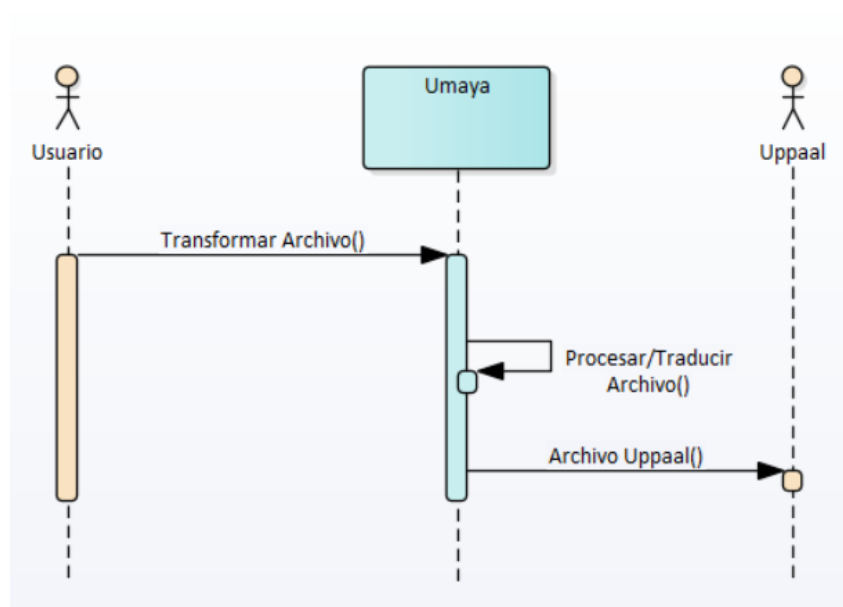 Umaya
Usuario
Uppaal
Transformar Archivo()
Procesar/Traducir
Archivo()
Archivo Uppaal()